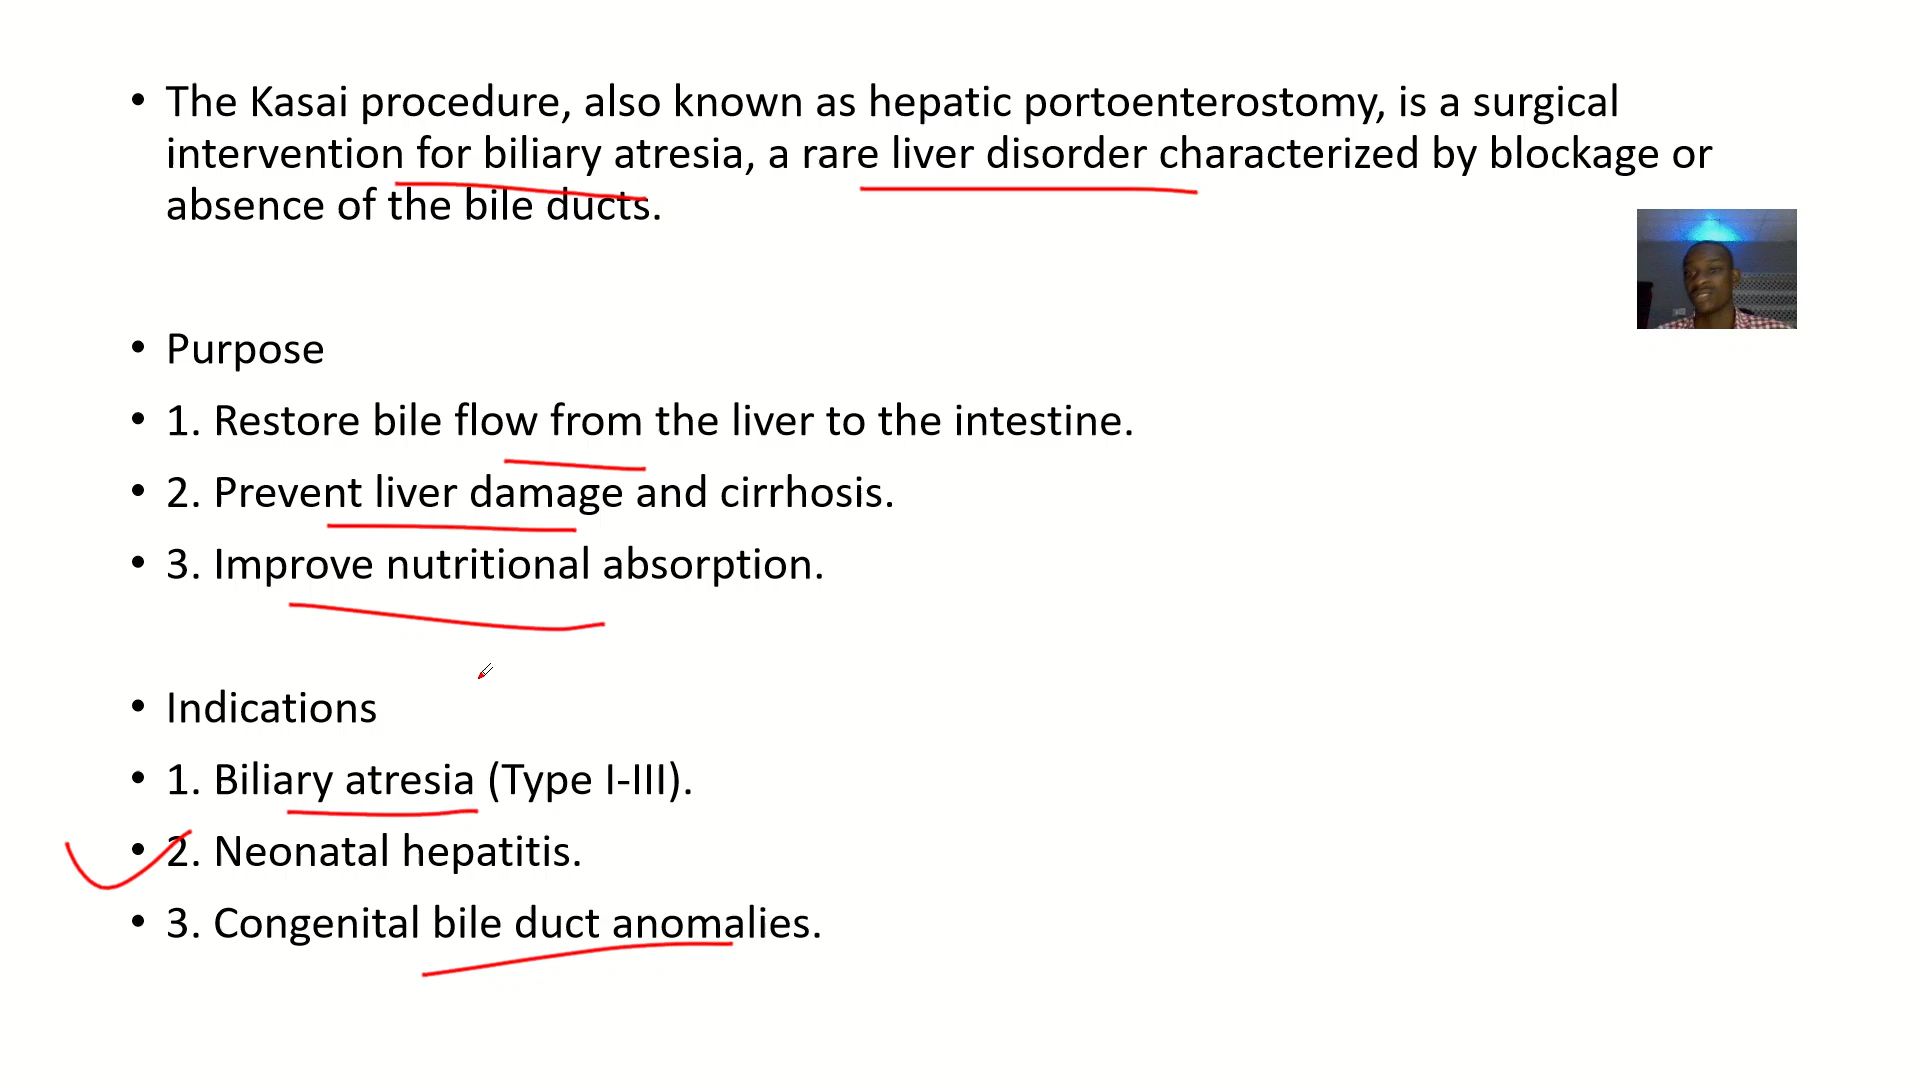 • The Kasai procedure, also known as hepatic portoenterostomy, is a surgical
intervention for biliary atresia, a rare liver disorder characterized by blockage or
absence of the bile ducts.
• Purpose
• 1. Restore bile flow from the liver to the intestine.
• 2. Prevent liver damage and cirrhosis.
• 3. Improve nutritional absorption.
• Indications
• 1. Biliary atresia (Type I-III).
• 2. Neonatal hepatitis.
• 3. Congenital bile duct anomalies.